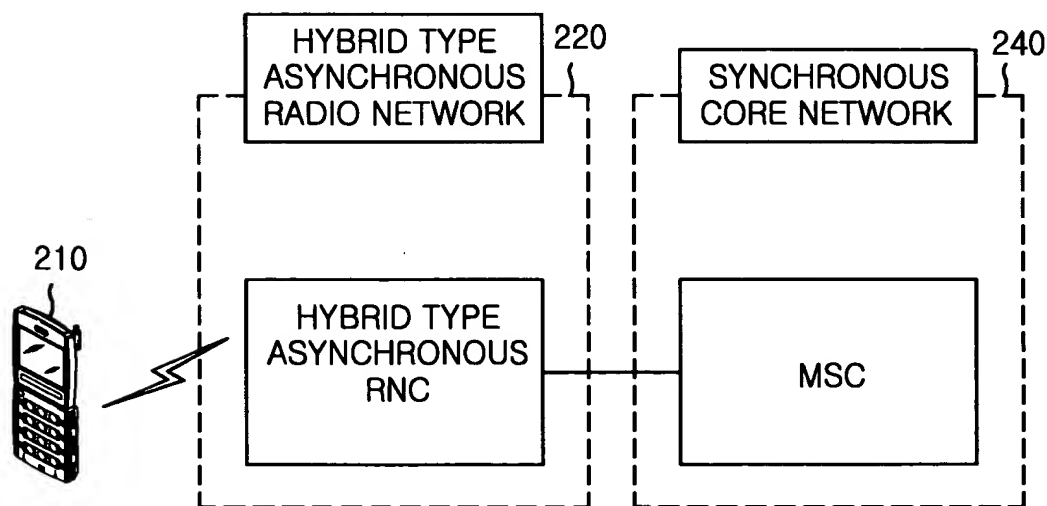 HYBRID TYPE
ASYNCHRONOUS
RADIO NETWORK
220
SYNCHRONOUS
CORE NETWORK
240
210
HYBRID TYPE
ASYNCHRONOUS
RNC
MSC